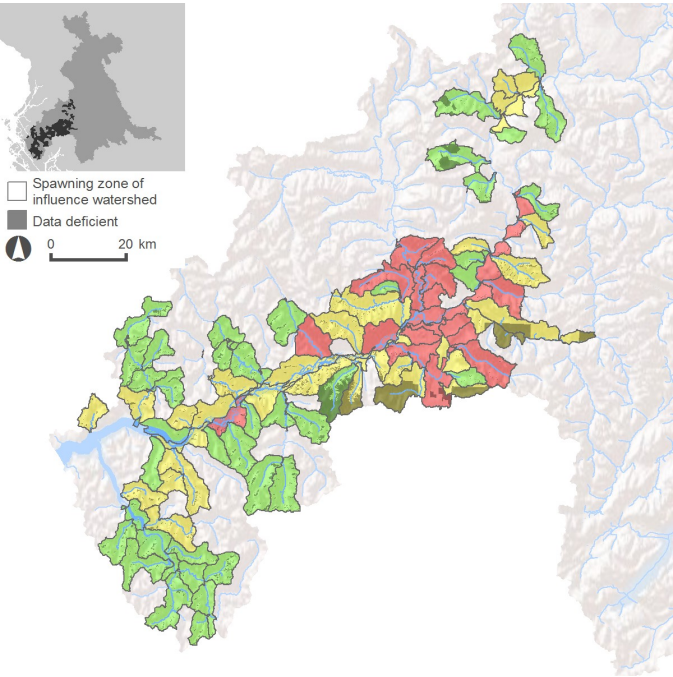 Spawning zone of
influence watershed
Data deficient
0 20 km